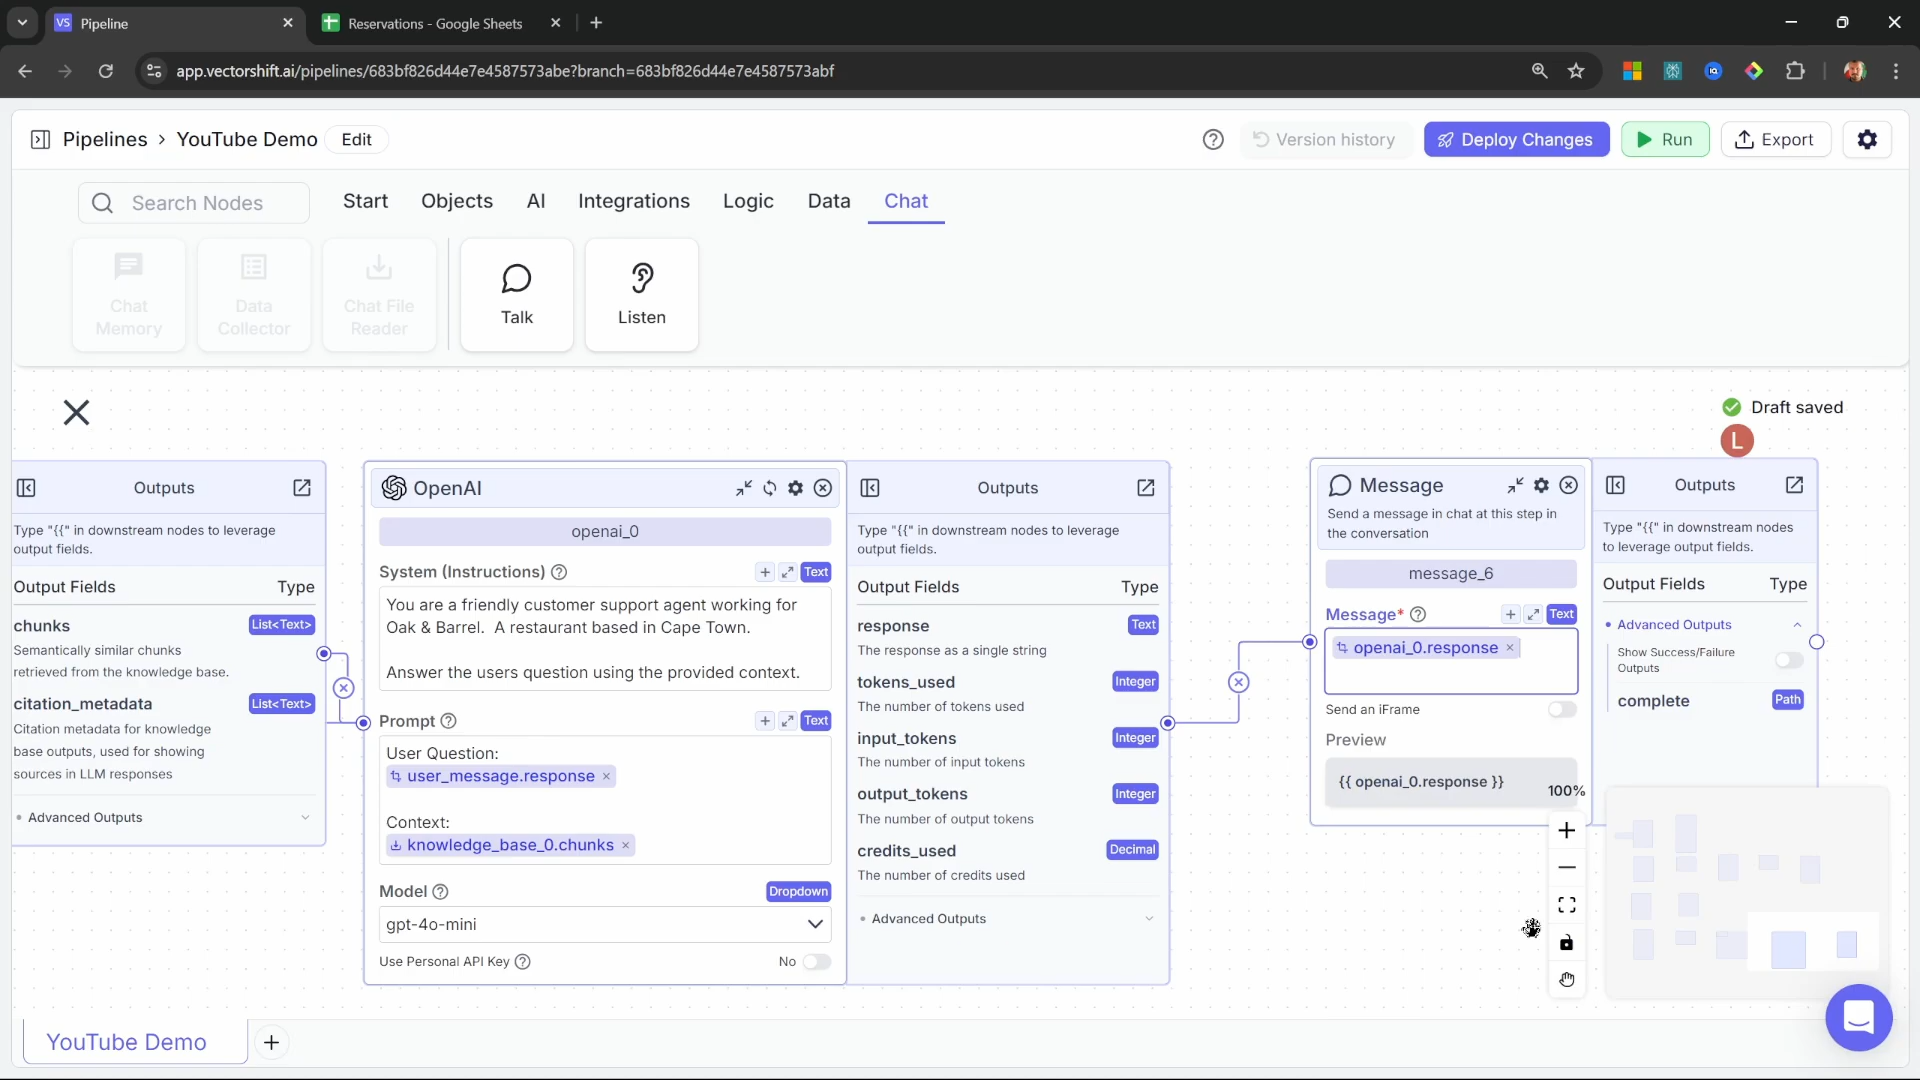 VS Pipeline
Reservations - Google Sheets
app.vectorshift.ai/pipelines/683bf826d44e7e4587573abe?branch=683bf826d44e7e4587573abf
Pipelines > YouTube Demo Edit
Version history
Deploy Changes
Run
Export
Search Nodes
Start
Objects
AI
Integrations
Logic
Data
Chat
Chat
Memory
Data
Collector
Chat File
Reader
Talk
Listen
Draft saved
L
Outputs
Type "{{" in downstream nodes to leverage
output fields.
Output Fields Type
chunks List<Text>
Semantically similar chunks
retrieved from the knowledge base.
citation_metadata List<Text>
Citation metadata for knowledge
base outputs, used for showing
sources in LLM responses
Advanced Outputs
OpenAI
openai_0
System (Instructions) Text
You are a friendly customer support agent working for
Oak & Barrel. A restaurant based in Cape Town.
Answer the users question using the provided context.
Prompt Text
User Question:
user_message.response ×
Context:
knowledge_base_0.chunks ×
Model Dropdown
gpt-4o-mini
Use Personal API Key No
Outputs
Type "{{" in downstream nodes to leverage
output fields.
Output Fields Type
response Text
The response as a single string
tokens_used Integer
The number of tokens used
input_tokens Integer
The number of input tokens
output_tokens Integer
The number of output tokens
credits_used Decimal
The number of credits used
Advanced Outputs
Message
Send a message in chat at this step in
the conversation
message_6
Message* Text
openai_0.response ×
Send an iFrame
Preview
{{ openai_0.response }}
100%
Outputs
Type "{{" in downstream nodes
to leverage output fields.
Output Fields Type
Advanced Outputs
Show Success/Failure
Outputs
complete Path
YouTube Demo